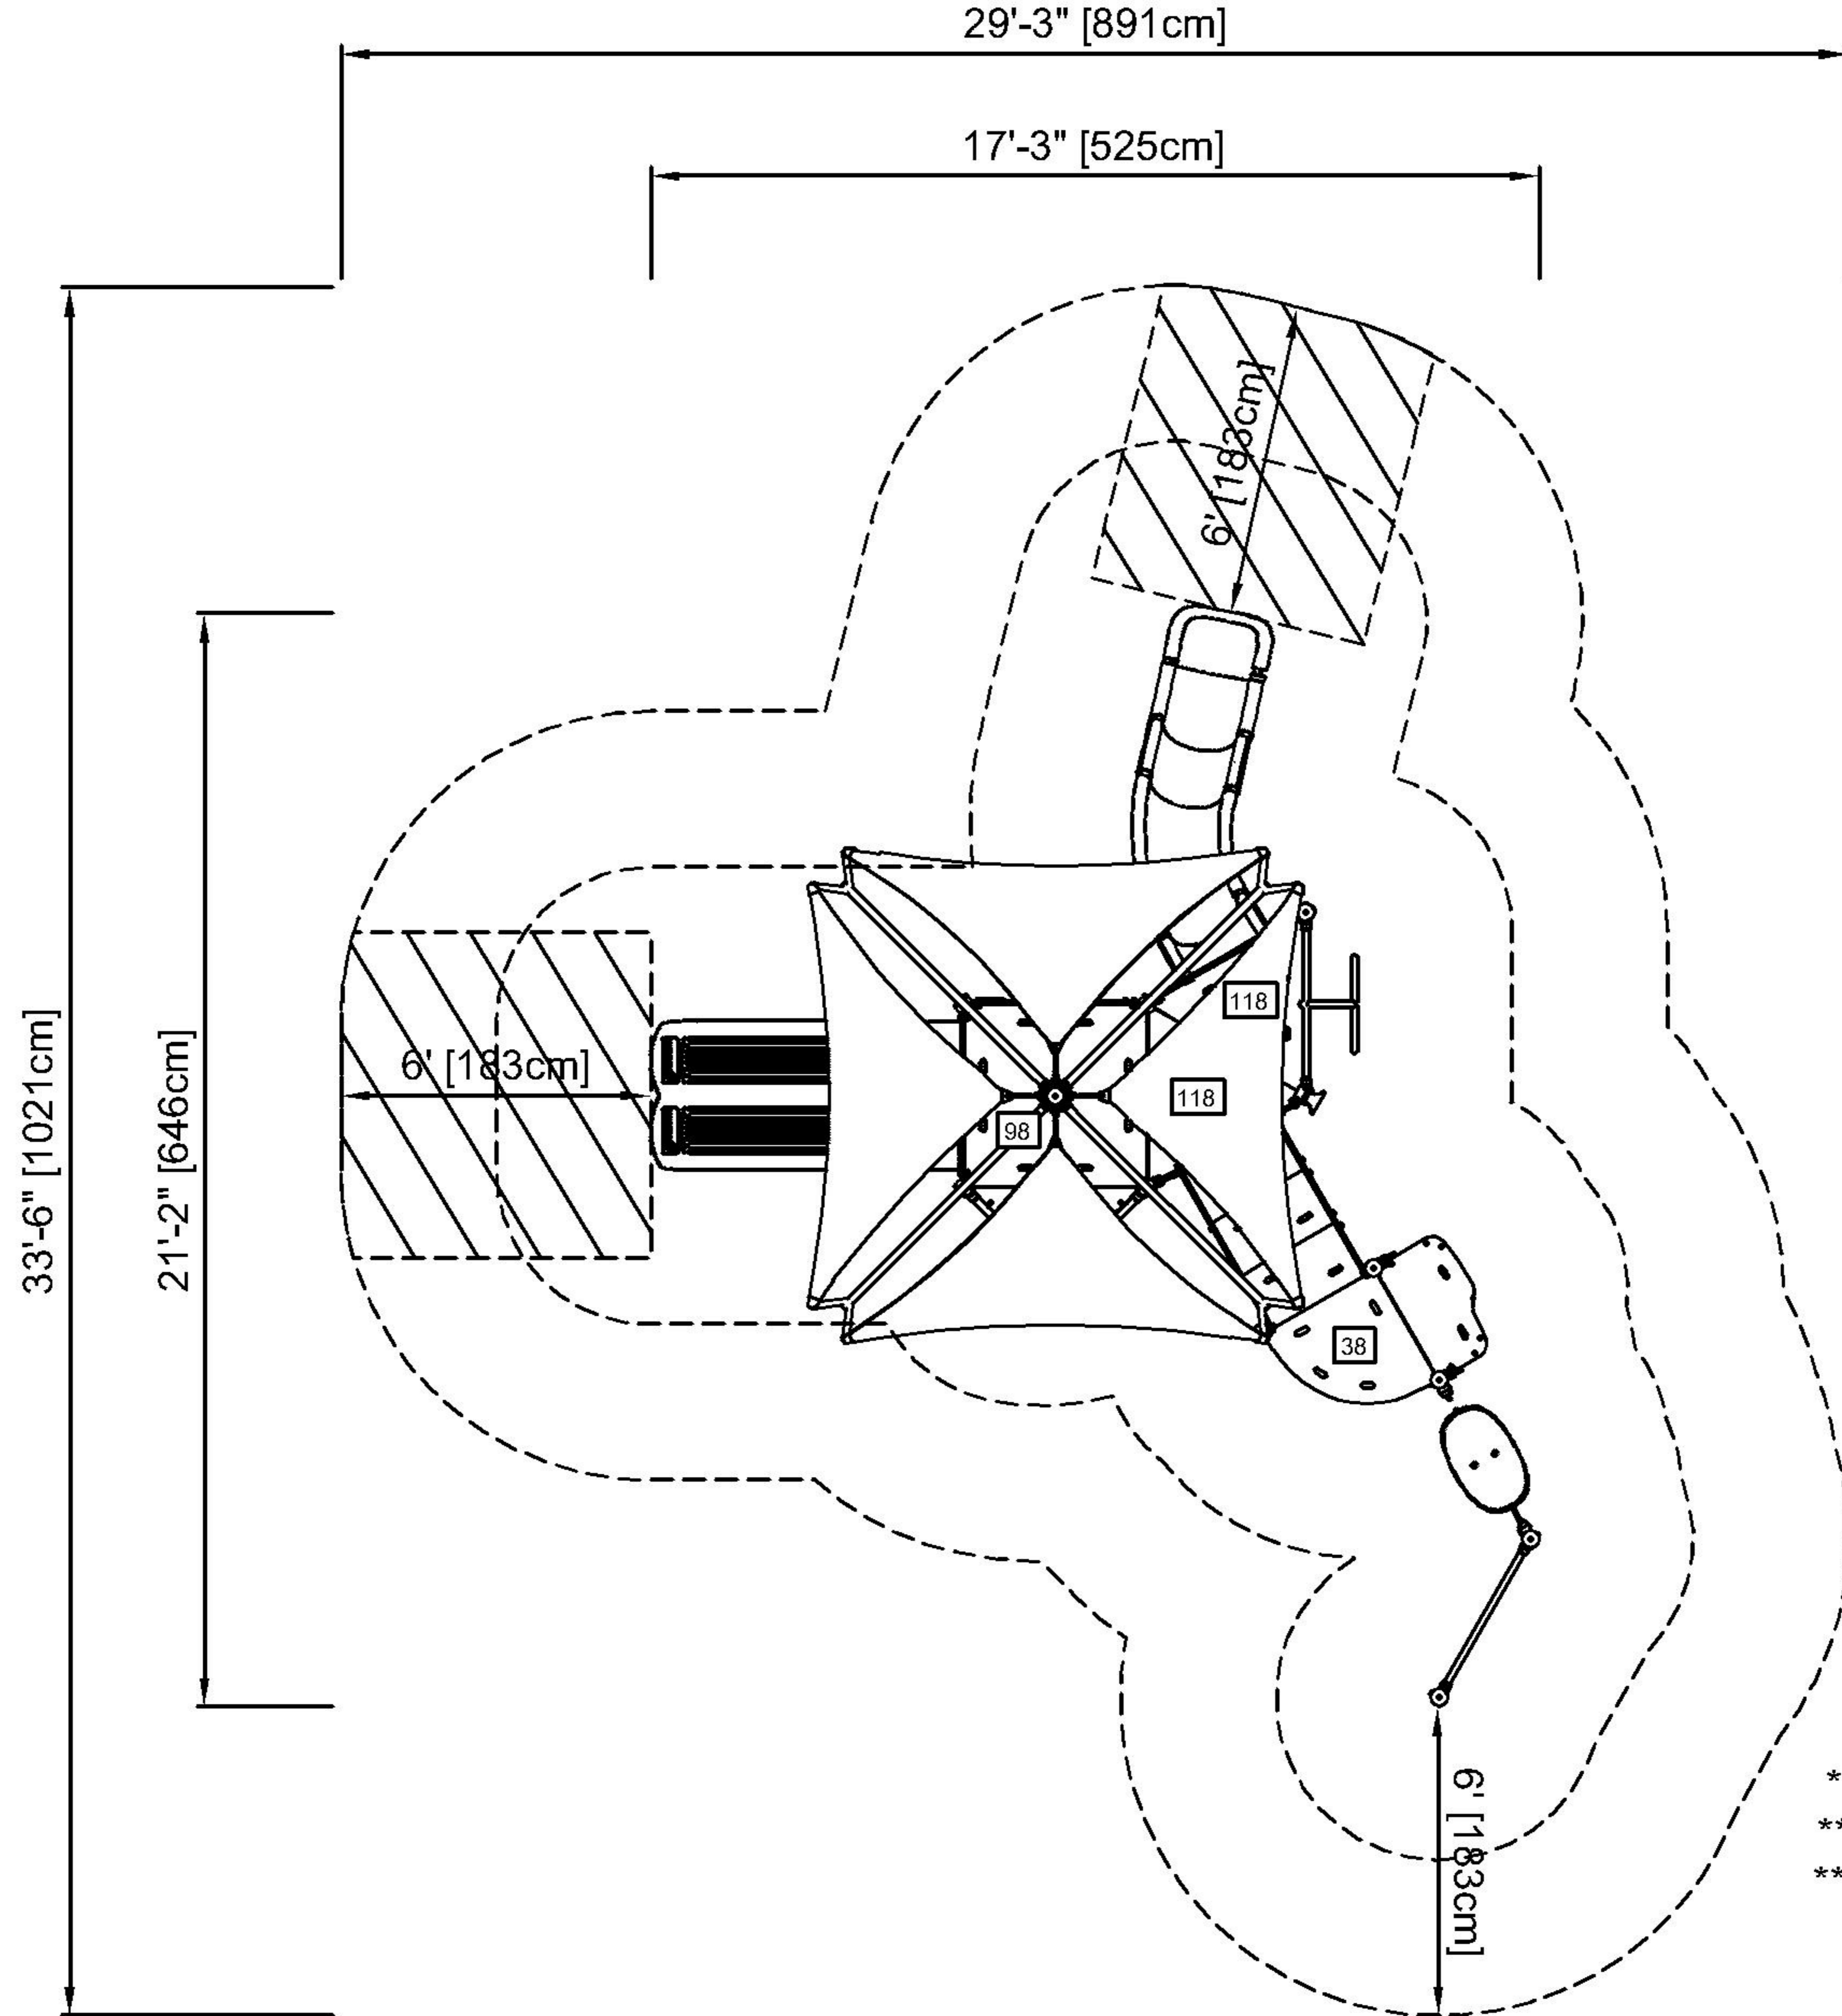 29'-3" [891cm]
17'-3" [525cm]
6' [183cm]
33'-6" [1021cm]
21'-2" [646cm]
6' [183cm]
118
118
98
38
6' [183cm]
*
**
**